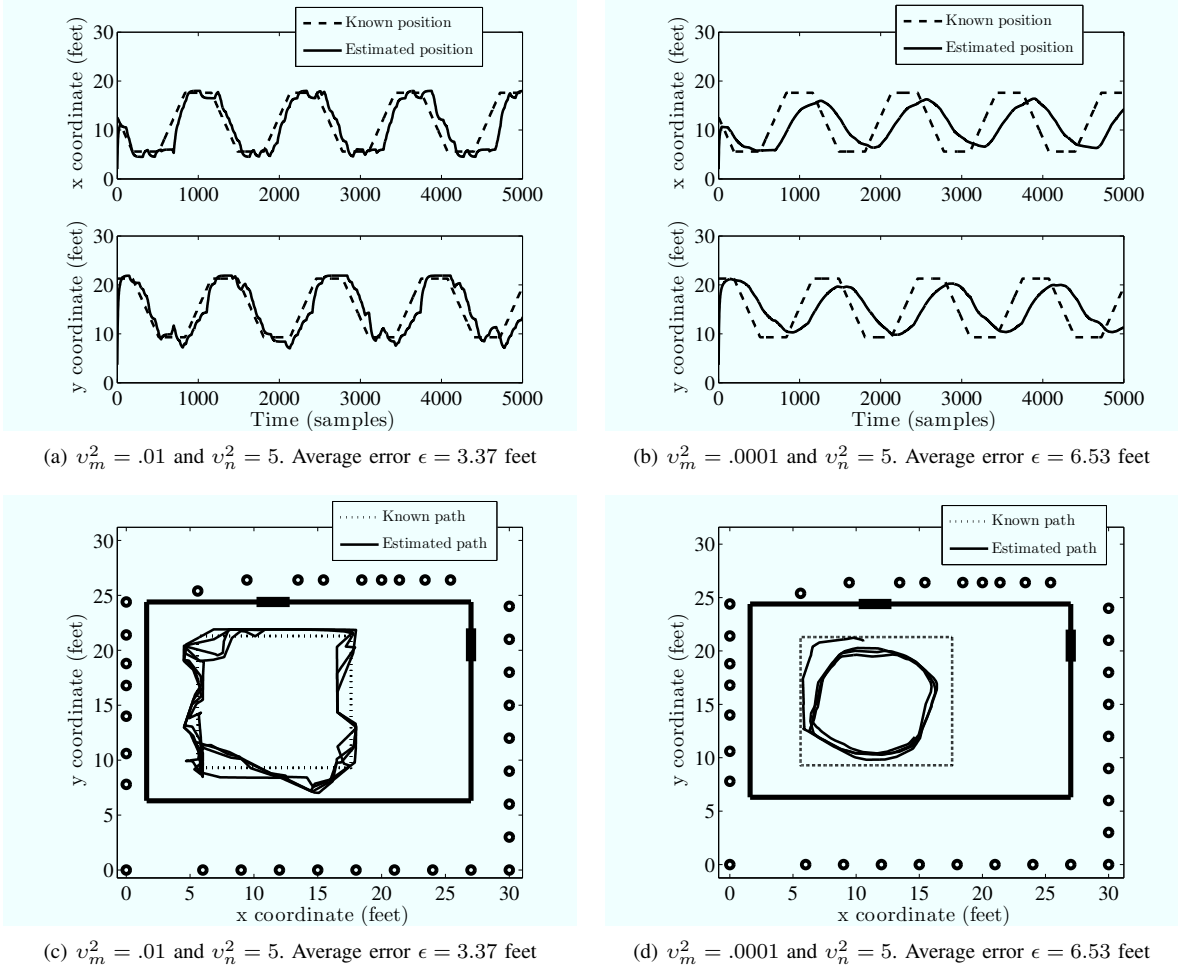 Known position
Estimated position
x coordinate (feet)
30
20
10
0
0 1000 2000 3000 4000 5000
y coordinate (feet)
30
20
10
0
0 1000 2000 3000 4000 5000
Time (samples)
(a) υ²ₘ = .01 and υ²ₙ = 5. Average error ϵ = 3.37 feet
Known position
Estimated position
x coordinate (feet)
30
20
10
0
0 1000 2000 3000 4000 5000
y coordinate (feet)
30
20
10
0
0 1000 2000 3000 4000 5000
Time (samples)
(b) υ²ₘ = .0001 and υ²ₙ = 5. Average error ϵ = 6.53 feet
Known path
Estimated path
y coordinate (feet)
30
25
20
15
10
5
0
0 5 10 15 20 25 30
x coordinate (feet)
(c) υ²ₘ = .01 and υ²ₙ = 5. Average error ϵ = 3.37 feet
Known path
Estimated path
y coordinate (feet)
30
25
20
15
10
5
0
0 5 10 15 20 25 30
x coordinate (feet)
(d) υ²ₘ = .0001 and υ²ₙ = 5. Average error ϵ = 6.53 feet